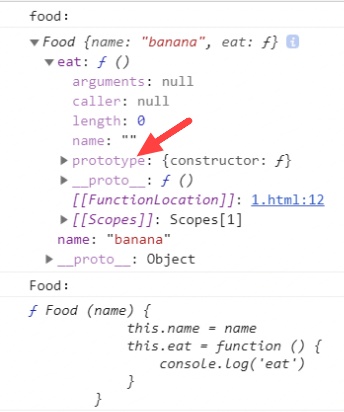 food:
▼Food {name: "banana", eat: ƒ} i
▼eat: ƒ ()
arguments: null
caller: null
length: 0
name: ""
▶prototype: {constructor: ƒ}
▶__proto__: ƒ ()
[[FunctionLocation]]: 1.html:12
▶[[Scopes]]: Scopes[1]
name: "banana"
▶__proto__: Object
Food:
ƒ Food (name) {
this.name = name
this.eat = function () {
console.log('eat')
}
}